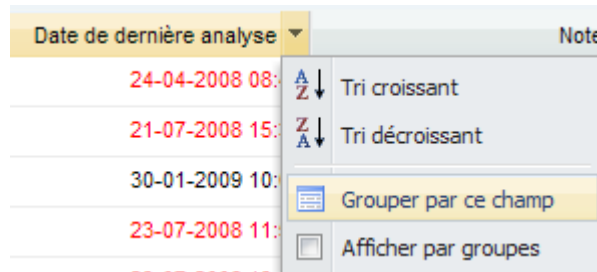 Date de dernière analyse Note
24-04-2008 08:
Tri croissant
21-07-2008 15:
Tri décroissant
30-01-2009 10:
Grouper par ce champ
23-07-2008 11:
Afficher par groupes